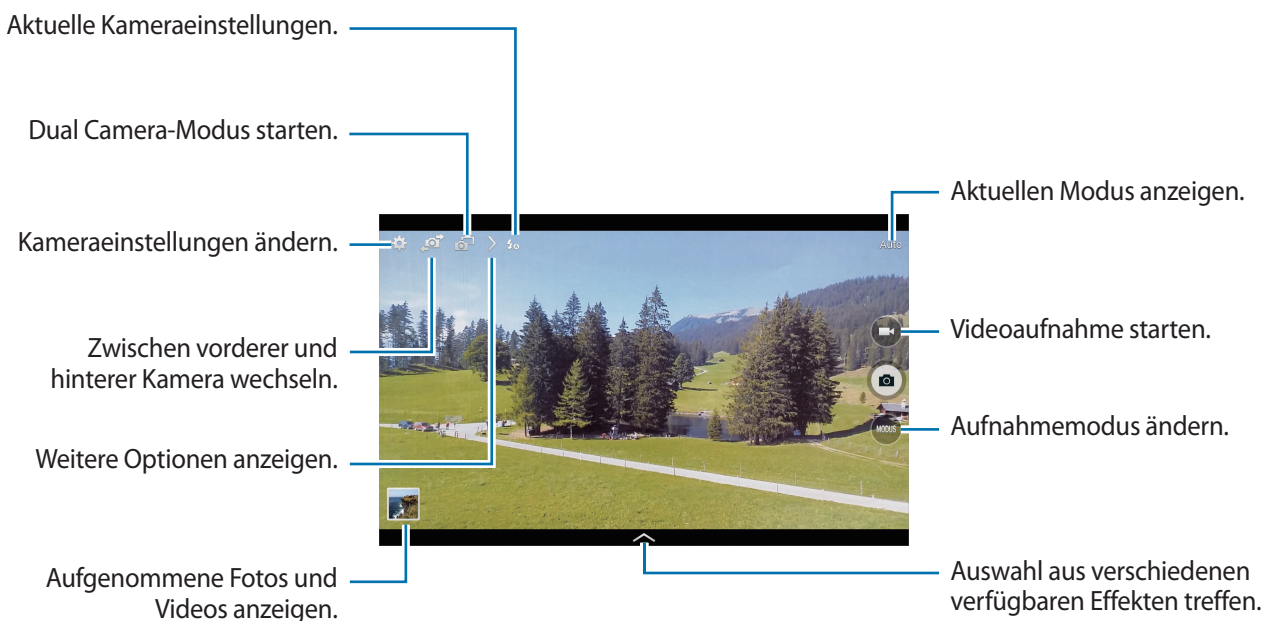 Aktuelle Kameraeinstellungen.
Dual Camera-Modus starten.
Aktuellen Modus anzeigen.
Kameraeinstellungen ändern.
Auto
Zwischen vorderer und
hinterer Kamera wechseln.
Videoaufnahme starten.
MODUS
Aufnahmemodus ändern.
Weitere Optionen anzeigen.
Aufgenommene Fotos und
Videos anzeigen.
Auswahl aus verschiedenen
verfügbaren Effekten treffen.